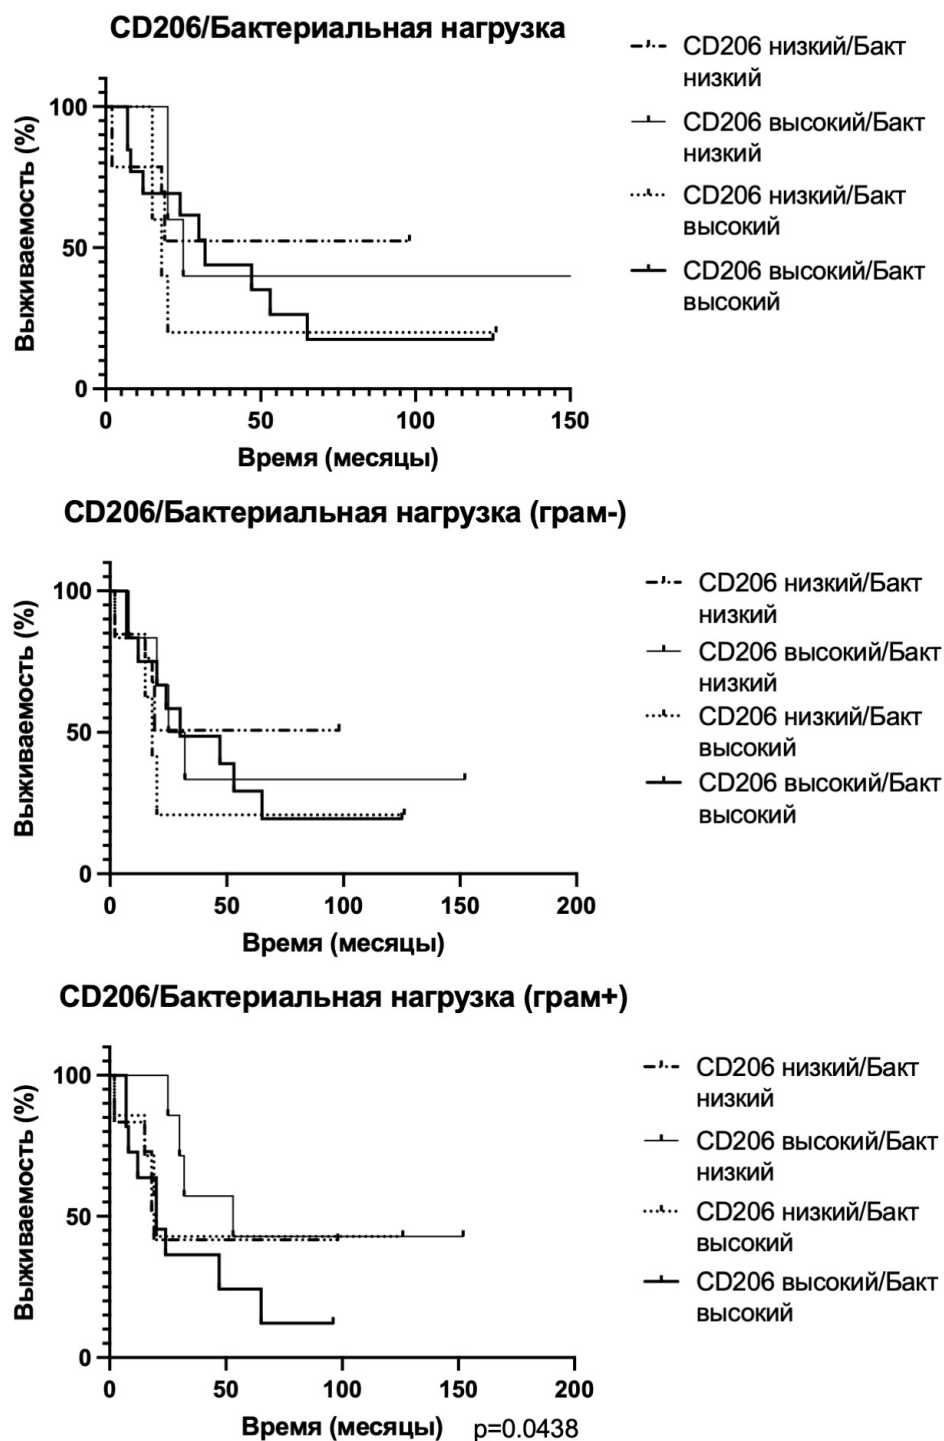 CD206/Бактериальная нагрузка
Выживаемость (%)
100
50
0
0 50 100 150
Время (месяцы)
CD206 низкий/Бакт
низкий
CD206 высокий/Бакт
низкий
CD206 низкий/Бакт
высокий
CD206 высокий/Бакт
высокий
CD206/Бактериальная нагрузка (грам-)
Выживаемость (%)
100
50
0
0 50 100 150 200
Время (месяцы)
CD206 низкий/Бакт
низкий
CD206 высокий/Бакт
низкий
CD206 низкий/Бакт
высокий
CD206 высокий/Бакт
высокий
CD206/Бактериальная нагрузка (грам+)
Выживаемость (%)
100
50
0
0 50 100 150 200
Время (месяцы) p=0.0438
CD206 низкий/Бакт
низкий
CD206 высокий/Бакт
низкий
CD206 низкий/Бакт
высокий
CD206 высокий/Бакт
высокий